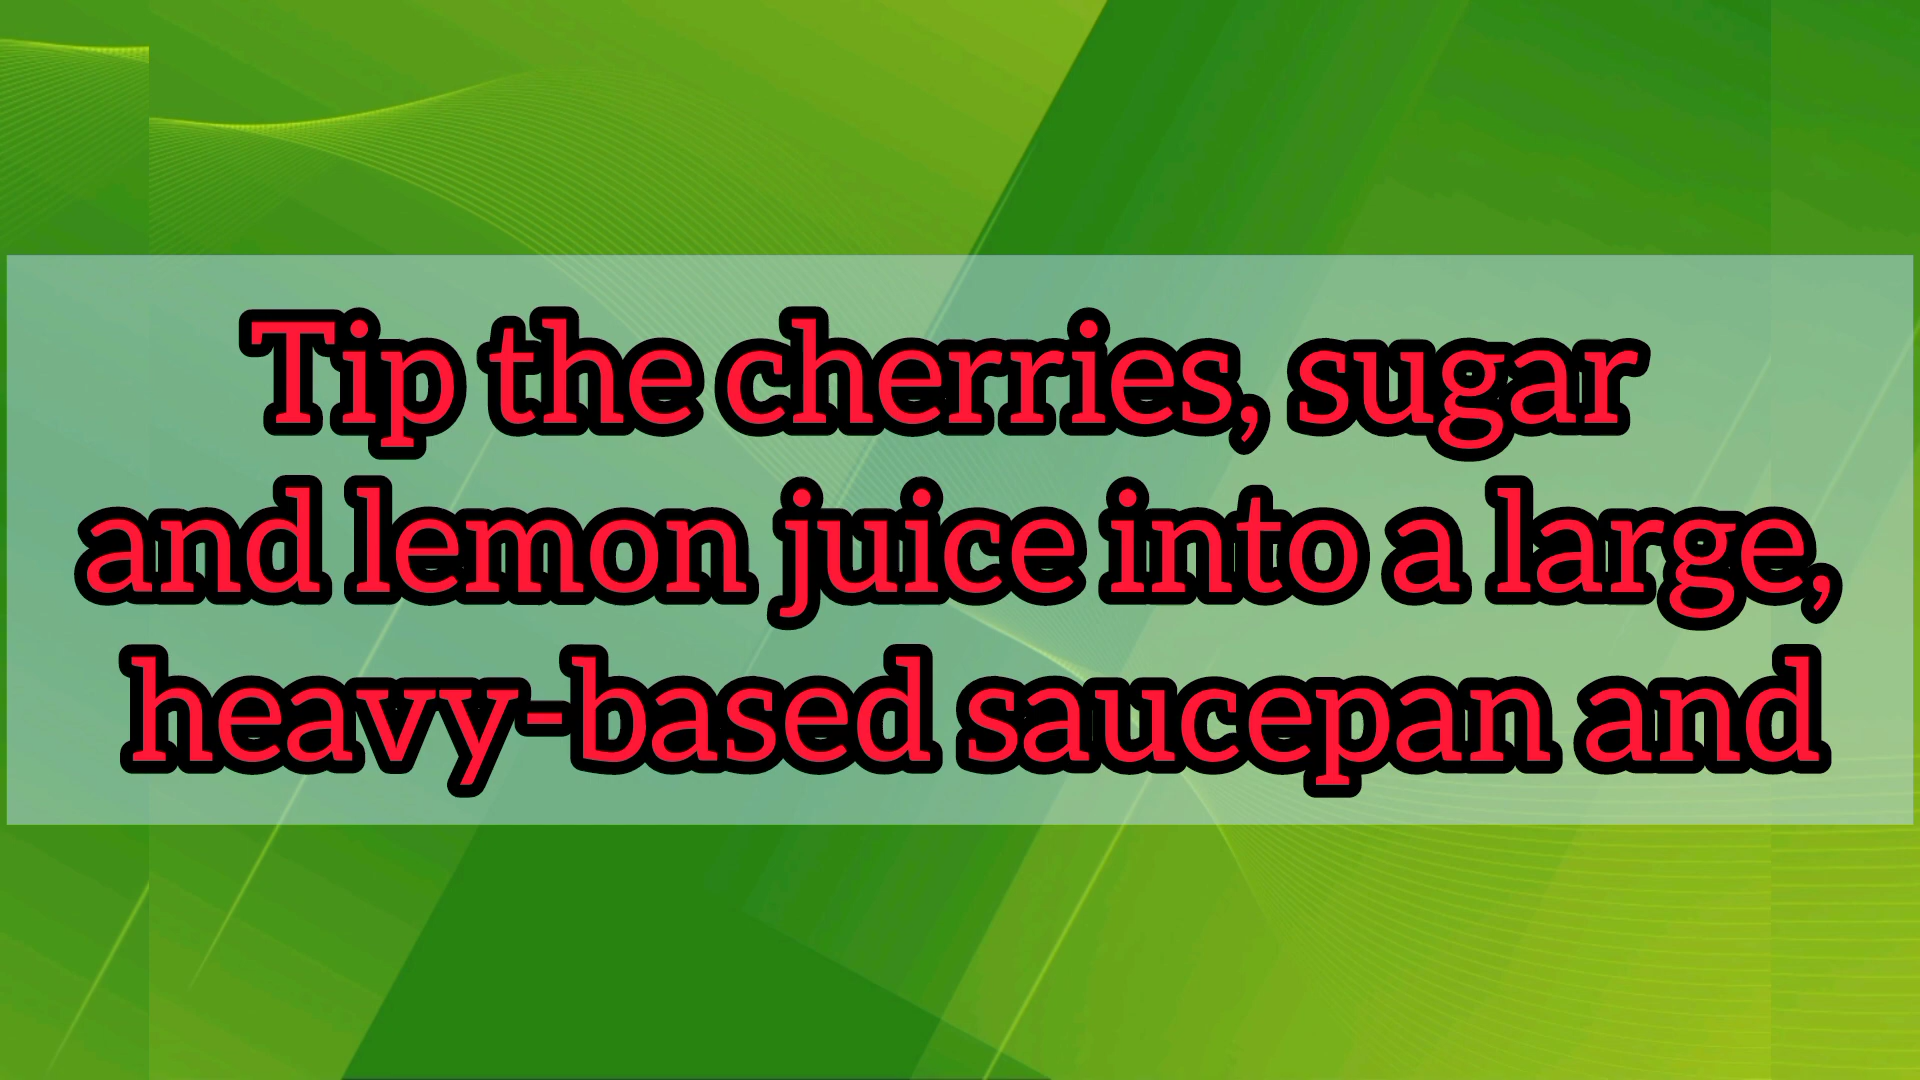 Tip the cherries, sugar
and lemon juice into a large,
heavy-based saucepan and